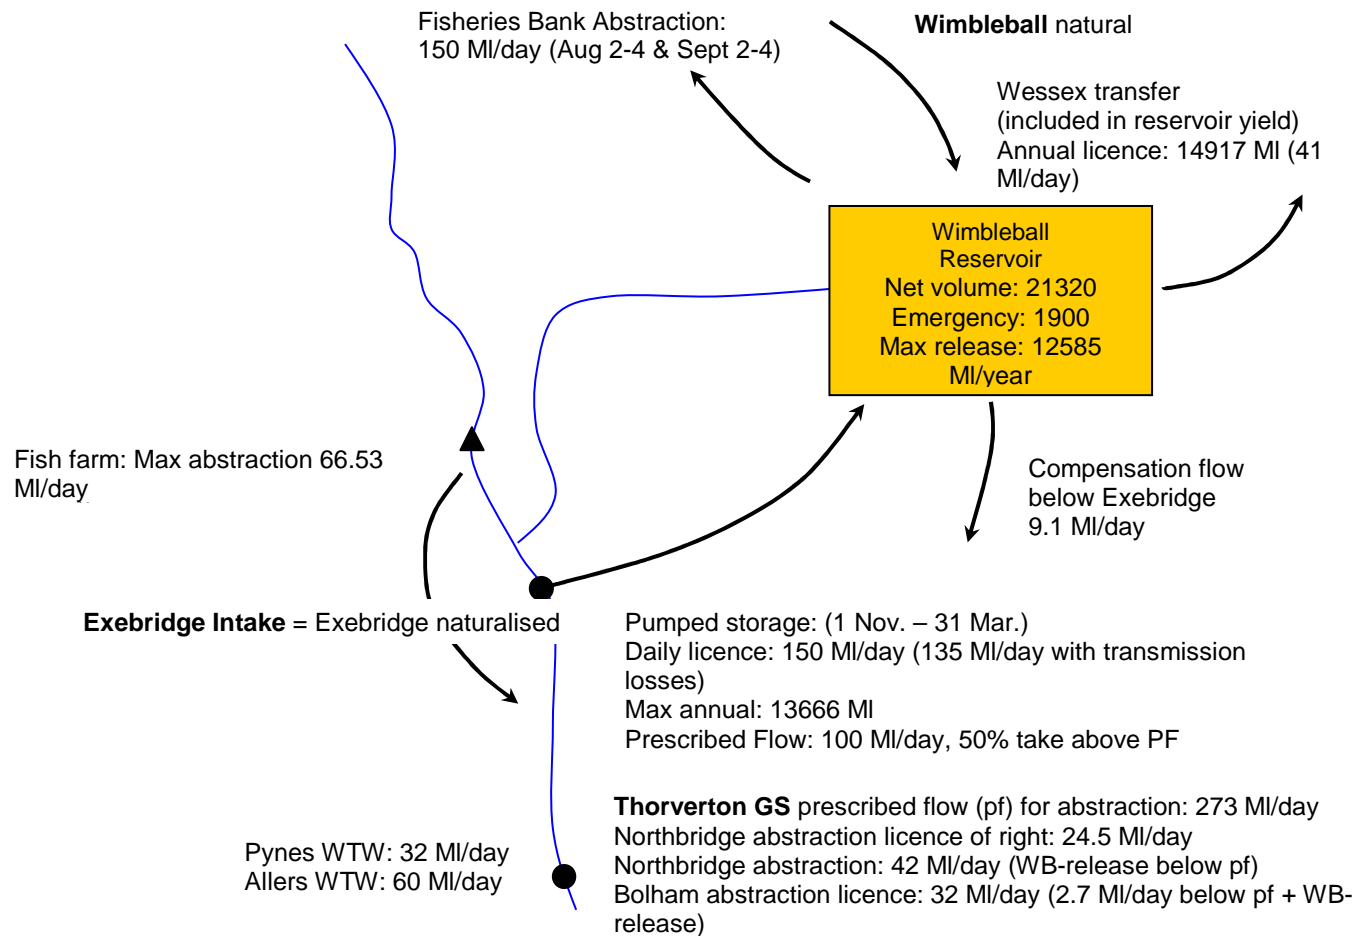 Fisheries Bank Abstraction:
150 Ml/day (Aug 2-4 & Sept 2-4)
Wimbleball natural
Wessex transfer
(included in reservoir yield)
Annual licence: 14917 Ml (41
Ml/day)
Wimbleball
Reservoir
Net volume: 21320
Emergency: 1900
Max release: 12585
Ml/year
Fish farm: Max abstraction 66.53
Ml/day
Compensation flow
below Exebridge
9.1 Ml/day
Exebridge Intake = Exebridge naturalised
Pumped storage: (1 Nov. – 31 Mar.)
Daily licence: 150 Ml/day (135 Ml/day with transmission
losses)
Max annual: 13666 Ml
Prescribed Flow: 100 Ml/day, 50% take above PF
Thorverton GS prescribed flow (pf) for abstraction: 273 Ml/day
Northbridge abstraction licence of right: 24.5 Ml/day
Northbridge abstraction: 42 Ml/day (WB-release below pf)
Bolham abstraction licence: 32 Ml/day (2.7 Ml/day below pf + WB-
release)
Pynes WTW: 32 Ml/day
Allers WTW: 60 Ml/day